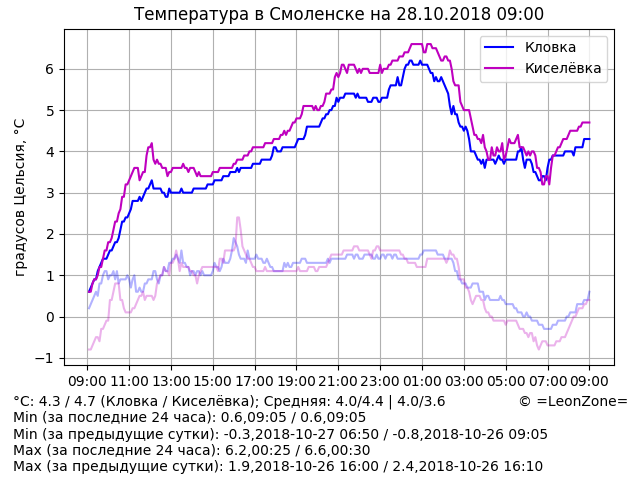 Температура в Смоленске на 28.10.2018 09:00
Кловка
Киселёвка
градусов Цельсия, °C
6
5
4
3
2
1
0
−1
09:00 11:00 13:00 15:00 17:00 19:00 21:00 23:00 01:00 03:00 05:00 07:00 09:00
°C: 4.3 / 4.7 (Кловка / Киселёвка); Средняя: 4.0/4.4 | 4.0/3.6 © =LeonZone=
Min (за последние 24 часа): 0.6,09:05 / 0.6,09:05
Min (за предыдущие сутки): -0.3,2018-10-27 06:50 / -0.8,2018-10-26 09:05
Max (за последние 24 часа): 6.2,00:25 / 6.6,00:30
Max (за предыдущие сутки): 1.9,2018-10-26 16:00 / 2.4,2018-10-26 16:10